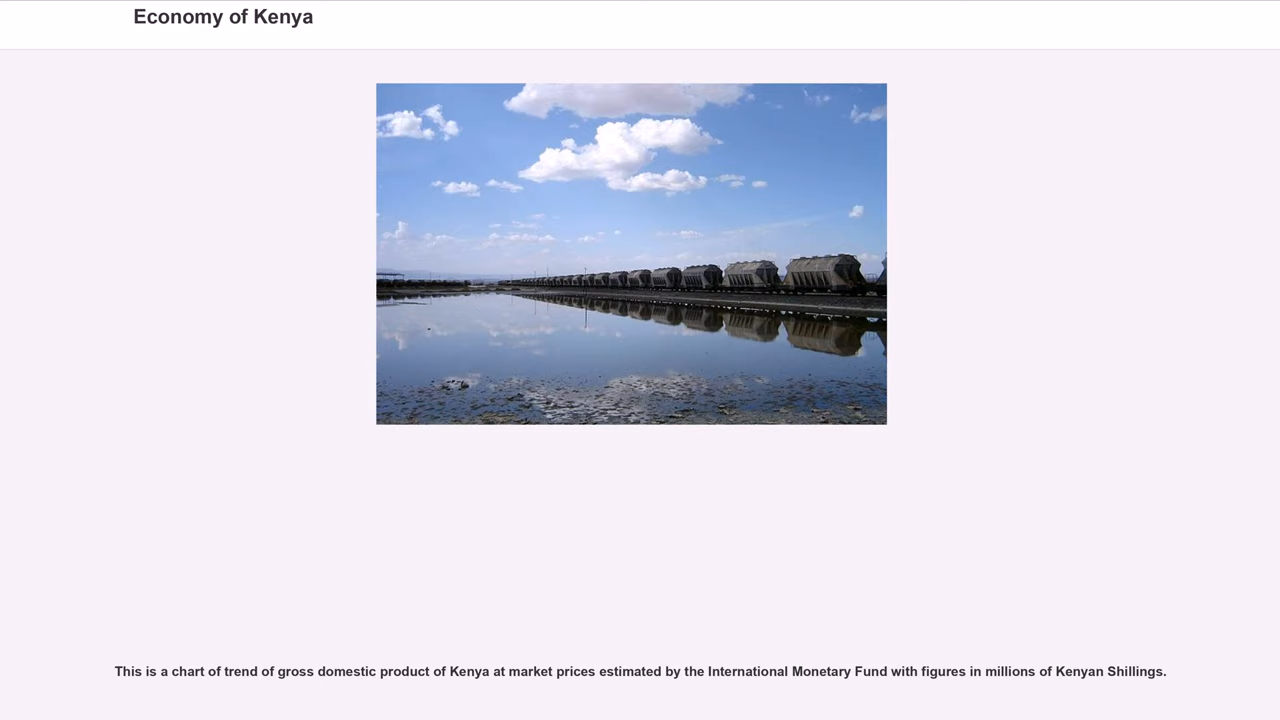 Economy of Kenya
This is a chart of trend of gross domestic product of Kenya at market prices estimated by the International Monetary Fund with figures in millions of Kenyan Shillings.